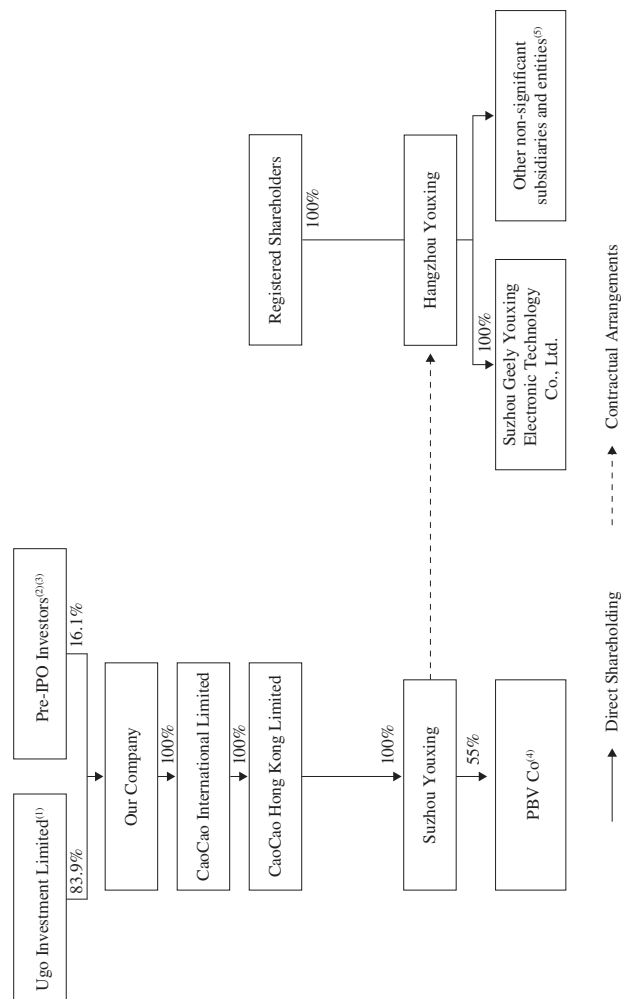 Ugo Investment Limited(1)
Pre-IPO Investors(2)(3)
83.9%
16.1%
Our Company
100%
CaoCao International Limited
100%
CaoCao Hong Kong Limited
100%
Registered Shareholders
100%
Suzhou Youxing
Hangzhou Youxing
55%
100%
PBV Co(4)
Suzhou Geely Youxing
Electronic Technology
Co., Ltd.
Other non-significant
subsidiaries and entities(5)
Direct Shareholding
Contractual Arrangements